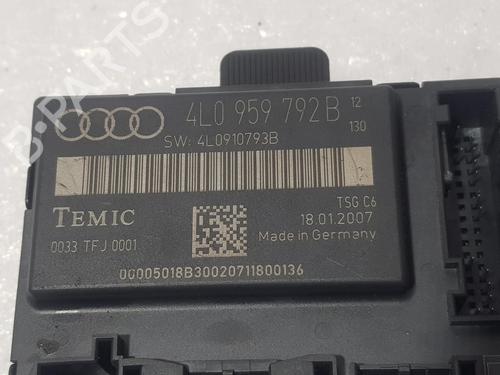 B-PARTS
4L0 959 792B 12
130
SW: 4L0910793B
TEMIC
TSG C6
18.01.2007
0033 TFJ 0001
Made in Germany
00005018B30020711800136